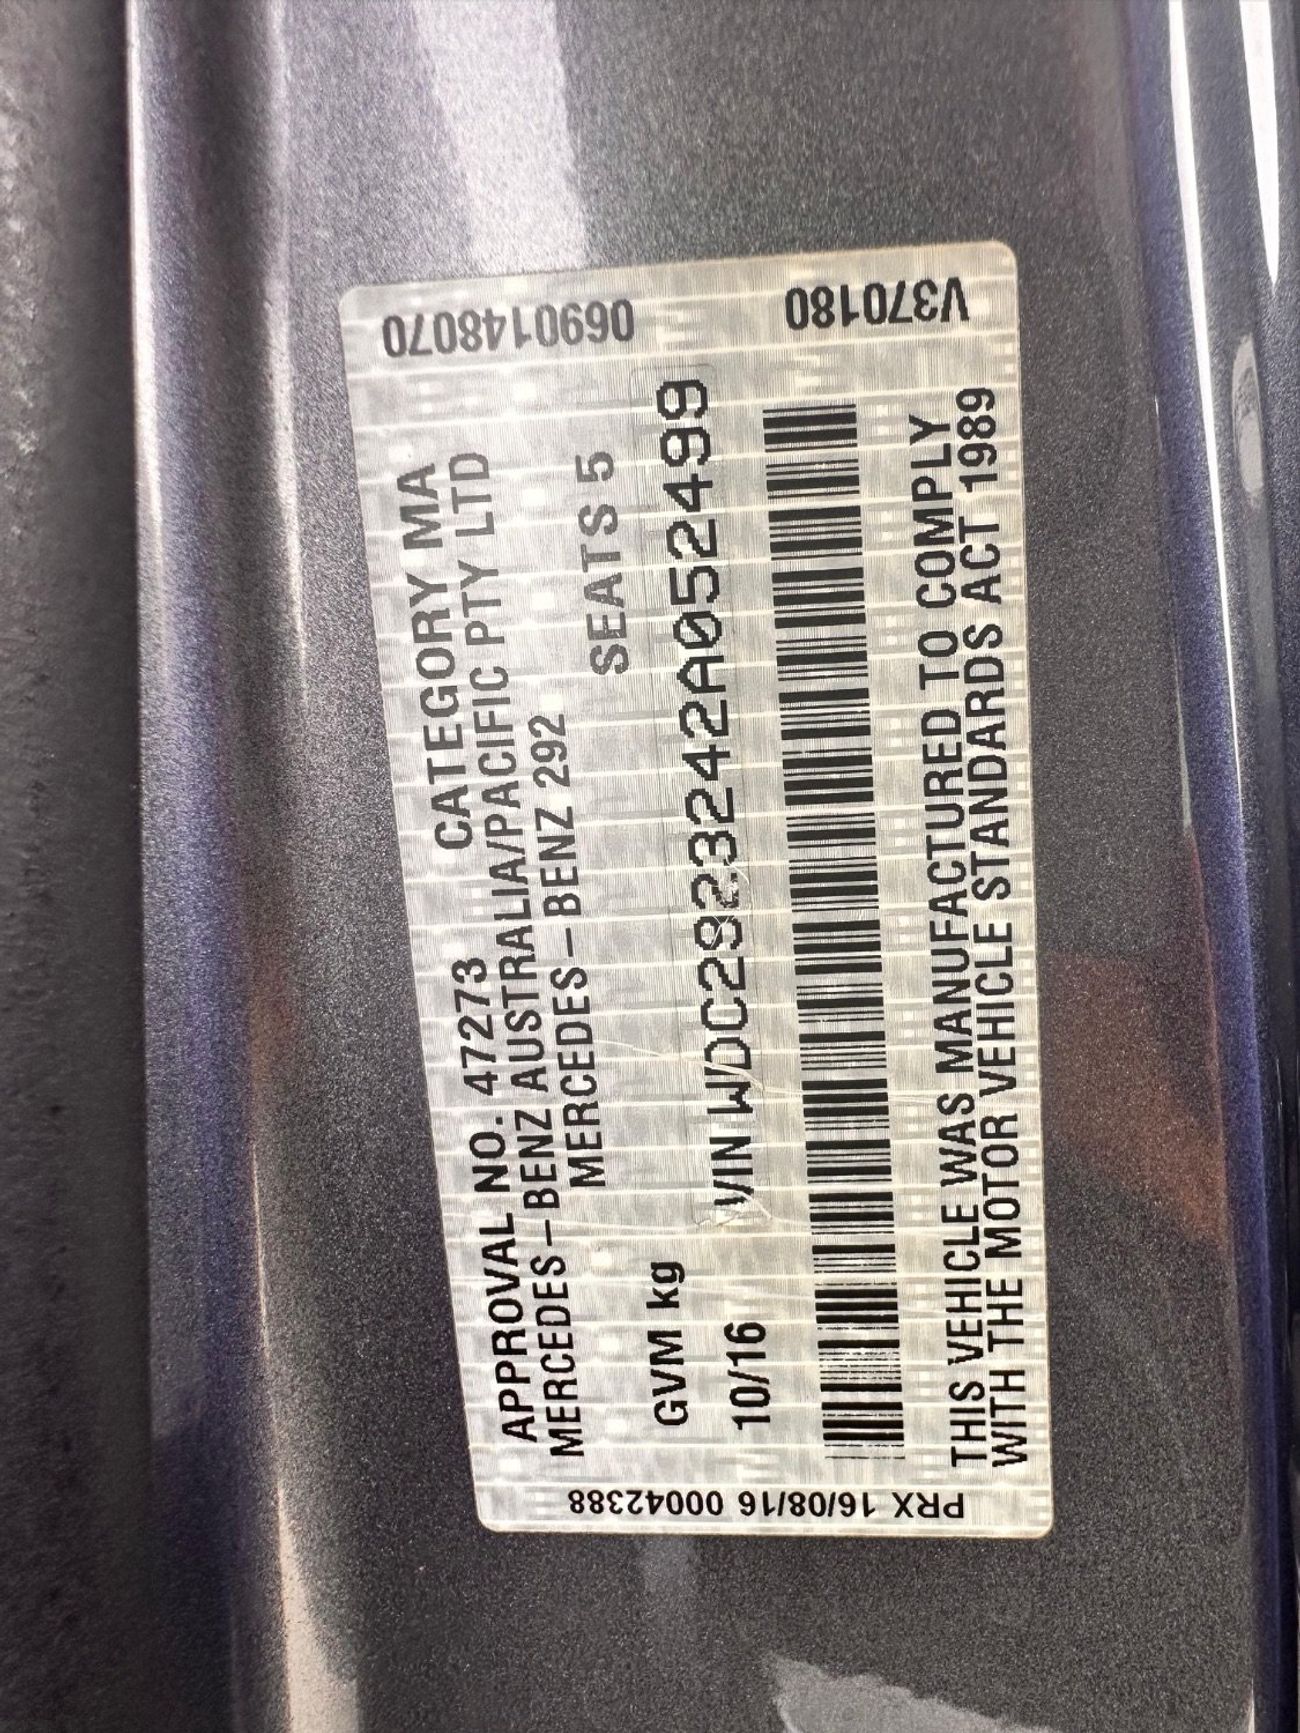 APPROVAL NO. 47273 CATEGORY MA
MERCEDES-BENZ AUSTRALIA/PACIFIC PTY LTD
MERCEDES-BENZ 292
SEATS 5
GVM kg
10/16 VIN WDC2923242A052499
THIS VEHICLE WAS MANUFACTURED TO COMPLY
WITH THE MOTOR VEHICLE STANDARDS ACT 1989
0690148070
V370180
PRX 16/08/16 00042388